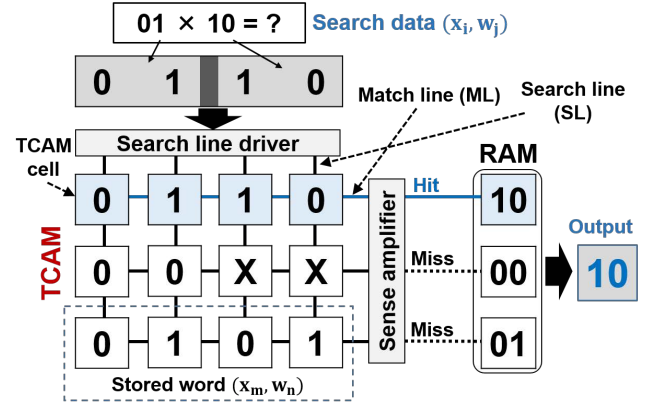 01 × 10 = ?
Search data (xᵢ, wⱼ)
0 1 1 0
Match line (ML)
Search line (SL)
Search line driver
TCAM cell
RAM
0 1 1 0
Hit
10
Output
TCAM
0 0 X X
Sense amplifier
Miss
00
10
0 1 0 1
Miss
01
Stored word (xₘ, wₙ)